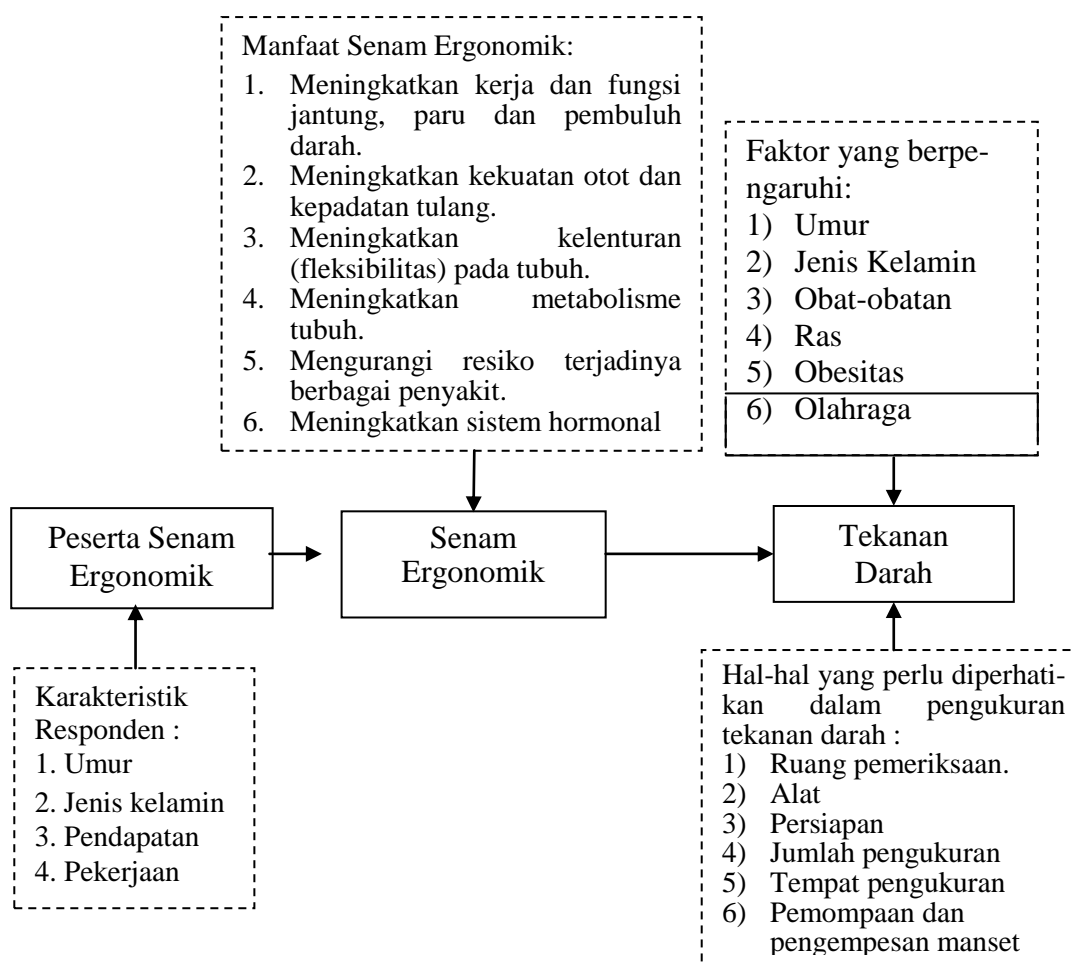 Manfaat Senam Ergonomik:
1. Meningkatkan kerja dan fungsi
jantung, paru dan pembuluh
darah.
2. Meningkatkan kekuatan otot dan
kepadatan tulang.
3. Meningkatkan kelenturan
(fleksibilitas) pada tubuh.
4. Meningkatkan metabolisme
tubuh.
5. Mengurangi resiko terjadinya
berbagai penyakit.
6. Meningkatkan sistem hormonal
Faktor yang berpe-
ngaruhi:
1) Umur
2) Jenis Kelamin
3) Obat-obatan
4) Ras
5) Obesitas
6) Olahraga
Peserta Senam
Ergonomik
Senam
Ergonomik
Tekanan
Darah
Karakteristik
Responden :
1. Umur
2. Jenis kelamin
3. Pendapatan
4. Pekerjaan
Hal-hal yang perlu diperhati-
kan dalam pengukuran
tekanan darah :
1) Ruang pemeriksaan.
2) Alat
3) Persiapan
4) Jumlah pengukuran
5) Tempat pengukuran
6) Pemompaan dan
pengempesan manset